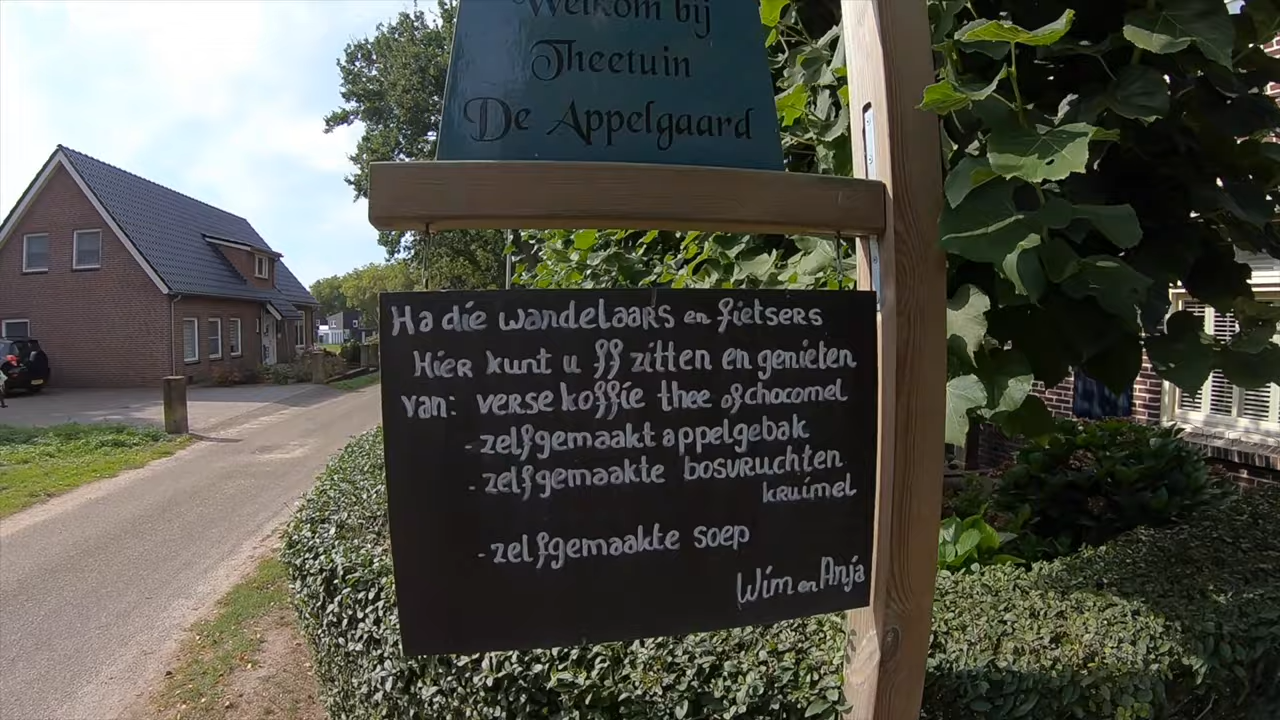 Welkom bij
Theetuin
De Appelgaard
Ha die wandelaars en fietsers
Hier kunt u ff zitten en genieten
van: verse koffie thee of chocomel
- zelfgemaakt appelgebak
- zelfgemaakte bosvruchten
kruimel
- zelfgemaakte soep
Wim en Anja